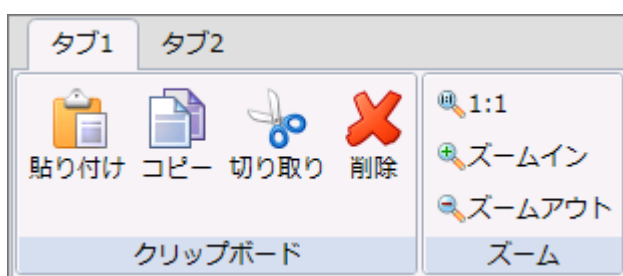 タブ1 タブ2
貼り付け コピー 切り取り 削除
クリップボード
1:1
ズームイン
ズームアウト
ズーム